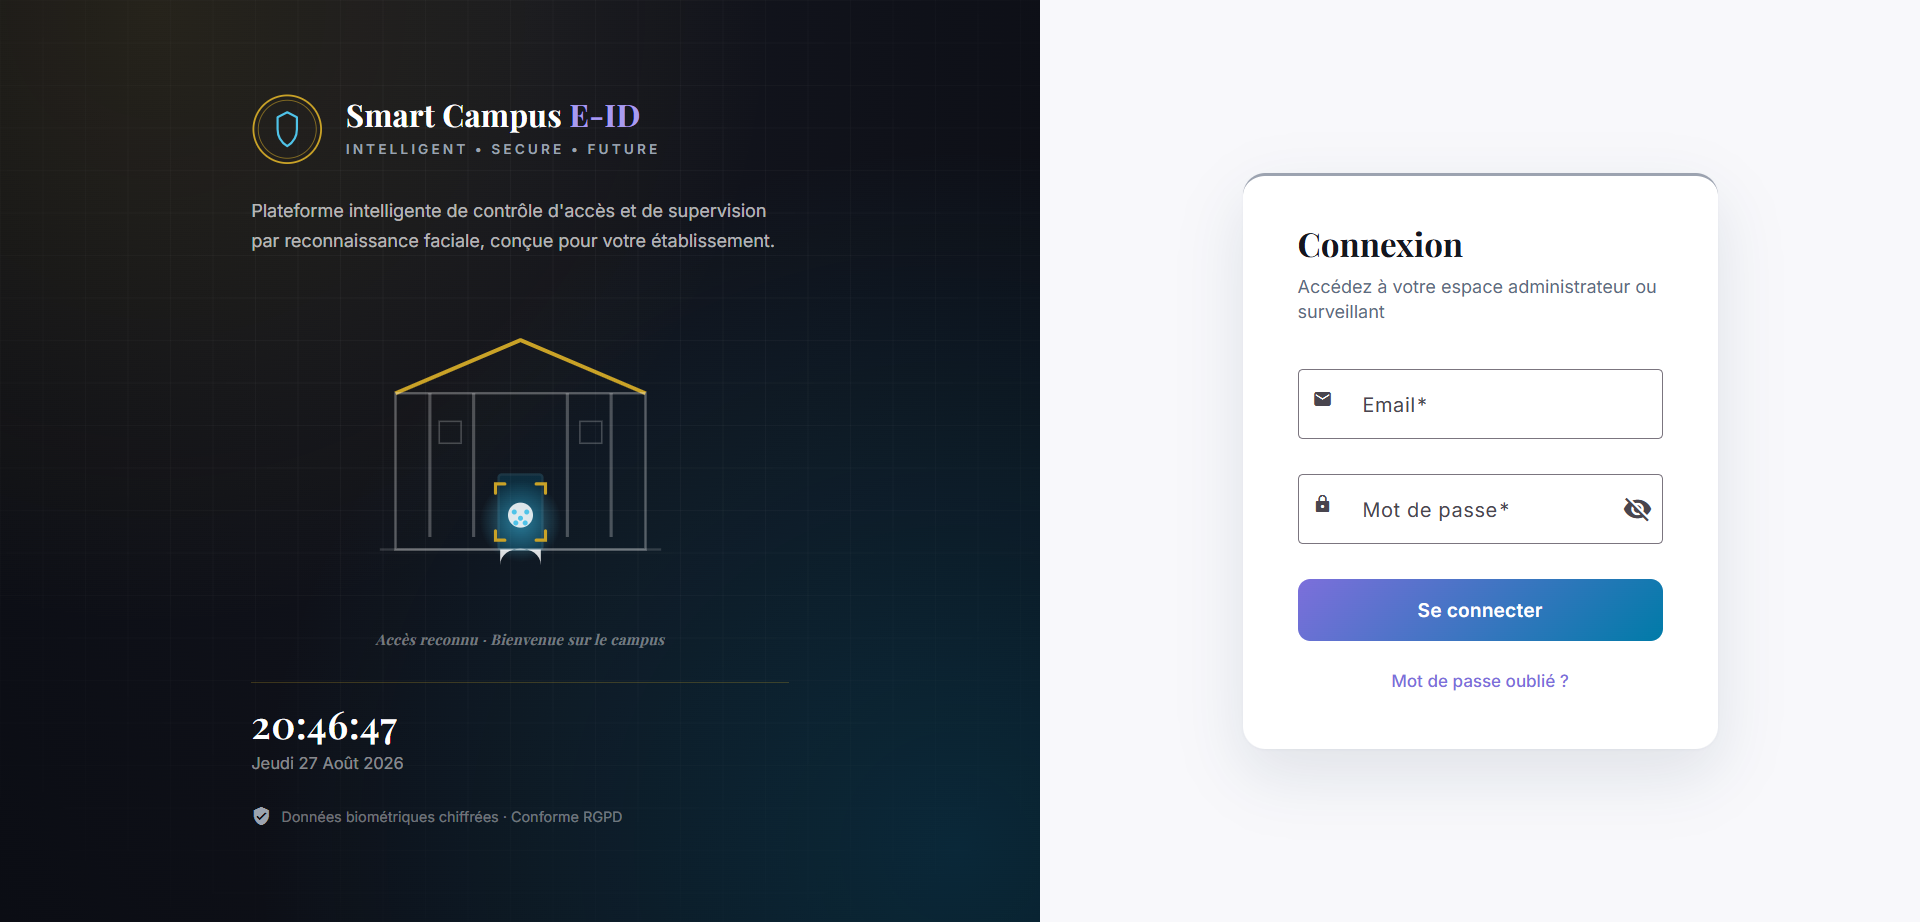 Smart Campus E-ID
INTELLIGENT • SECURE • FUTURE
Plateforme intelligente de contrôle d'accès et de supervision
par reconnaissance faciale, conçue pour votre établissement.
Accès reconnu · Bienvenue sur le campus
20:46:47
Jeudi 27 Août 2026
Données biométriques chiffrées · Conforme RGPD
Connexion
Accédez à votre espace administrateur ou
surveillant
Email*
Mot de passe*
Se connecter
Mot de passe oublié ?